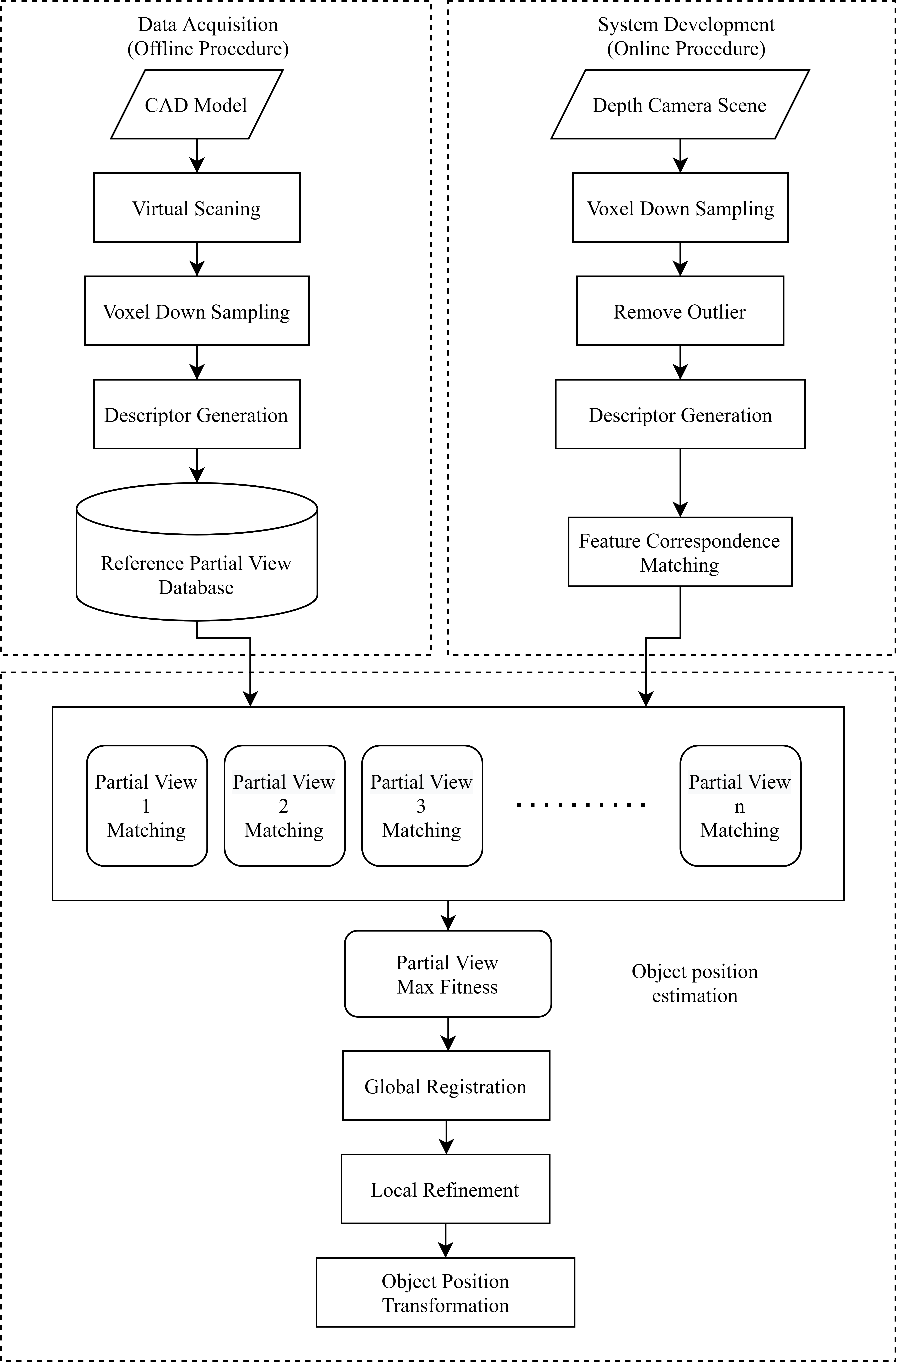 Data Acquisition
(Offline Procedure)
CAD Model
Virtual Scaning
Voxel Down Sampling
Descriptor Generation
Reference Partial View
Database
System Development
(Online Procedure)
Depth Camera Scene
Voxel Down Sampling
Remove Outlier
Descriptor Generation
Feature Correspondence
Matching
Partial View
1
Matching
Partial View
2
Matching
Partial View
3
Matching
Partial View
n
Matching
Partial View
Max Fitness
Object position
estimation
Global Registration
Local Refinement
Object Position
Transformation